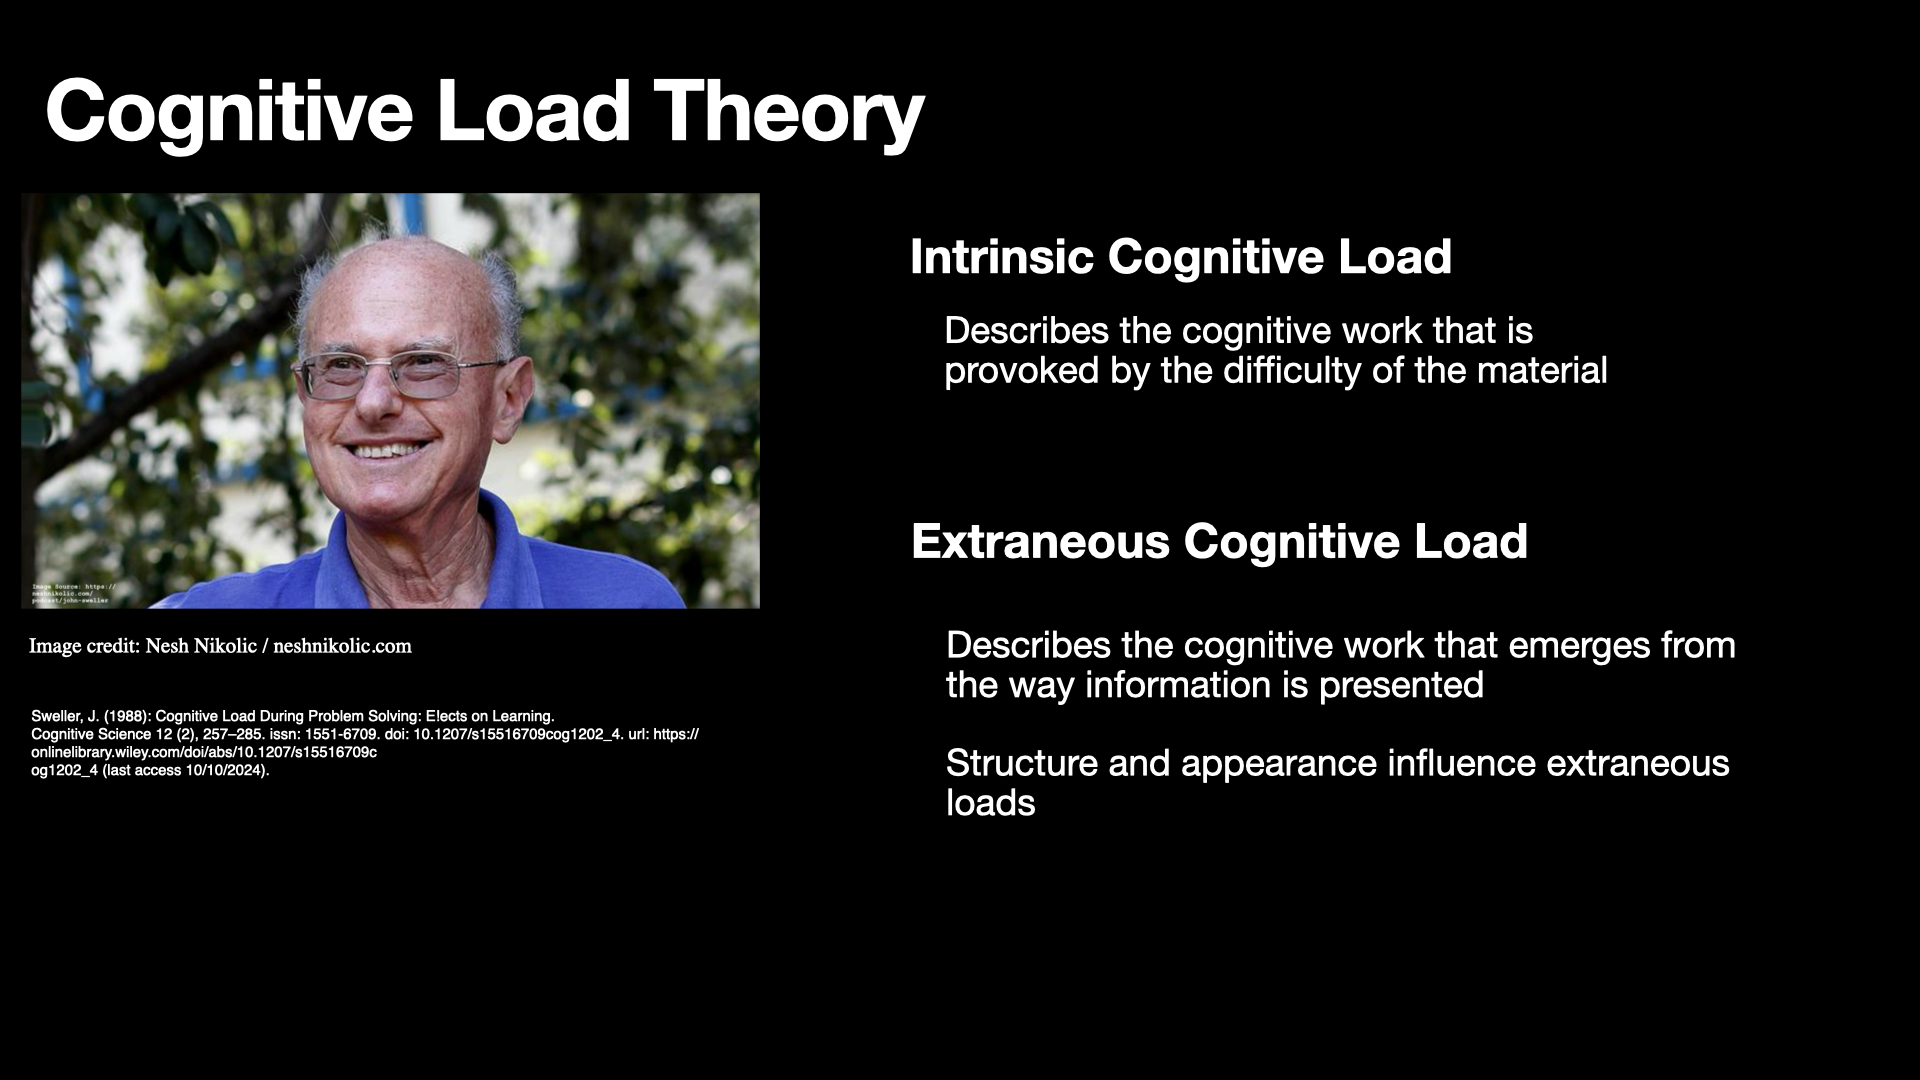 Cognitive Load Theory
Image Source: https://
neshnikolic.com/
podcast/john-sweller
Image credit: Nesh Nikolic / neshnikolic.com
Sweller, J. (1988): Cognitive Load During Problem Solving: E!ects on Learning.
Cognitive Science 12 (2), 257–285. issn: 1551-6709. doi: 10.1207/s15516709cog1202_4. url: https://
onlinelibrary.wiley.com/doi/abs/10.1207/s15516709c
og1202_4 (last access 10/10/2024).
Intrinsic Cognitive Load
Describes the cognitive work that is
provoked by the difficulty of the material
Extraneous Cognitive Load
Describes the cognitive work that emerges from
the way information is presented
Structure and appearance influence extraneous
loads